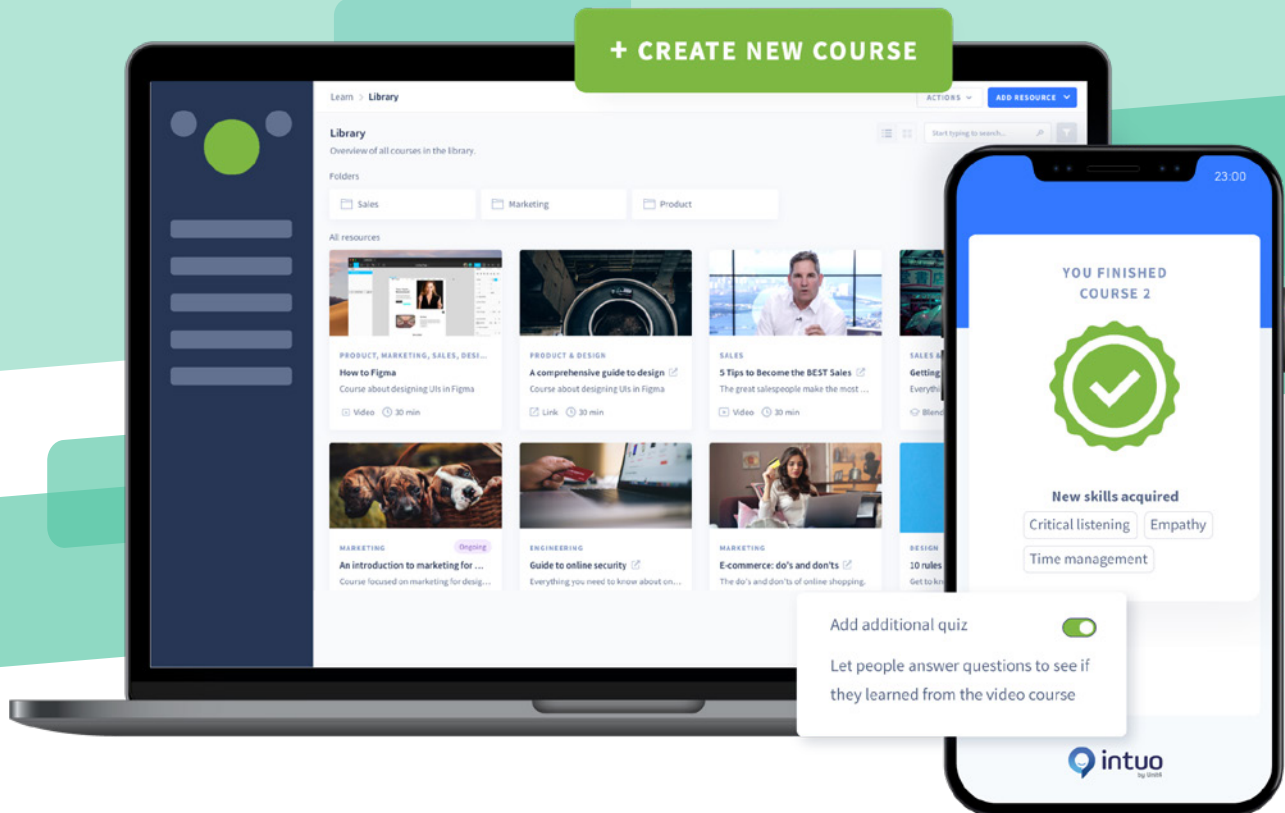 + CREATE NEW COURSE
Learn > Library
ACTIONS
ADD RESOURCE
Library
Overview of all courses in the library.
Start typing to search...
Folders
Sales
Marketing
Product
All resources
PRODUCT, MARKETING, SALES, DESI...
How to Figma
Course about designing UIs in Figma
Video 30 min
PRODUCT & DESIGN
A comprehensive guide to design
Course about designing UIs in Figma
Link 30 min
SALES
5 Tips to Become the BEST Sales
The great salespeople make the most ...
Video 30 min
SALES &
Getting
MARKETING
Ongoing
An introduction to marketing for ...
Course focused on marketing for desig...
ENGINEERING
Guide to online security
Everything you need to know about on...
MARKETING
E-commerce: do's and don'ts
The do's and don'ts of online shopping.
DESIGN
10 rules
Get to
23:00
YOU FINISHED
COURSE 2
New skills acquired
Critical listening
Empathy
Time management
Add additional quiz
Let people answer questions to see if
they learned from the video course
intuo
by Unit4